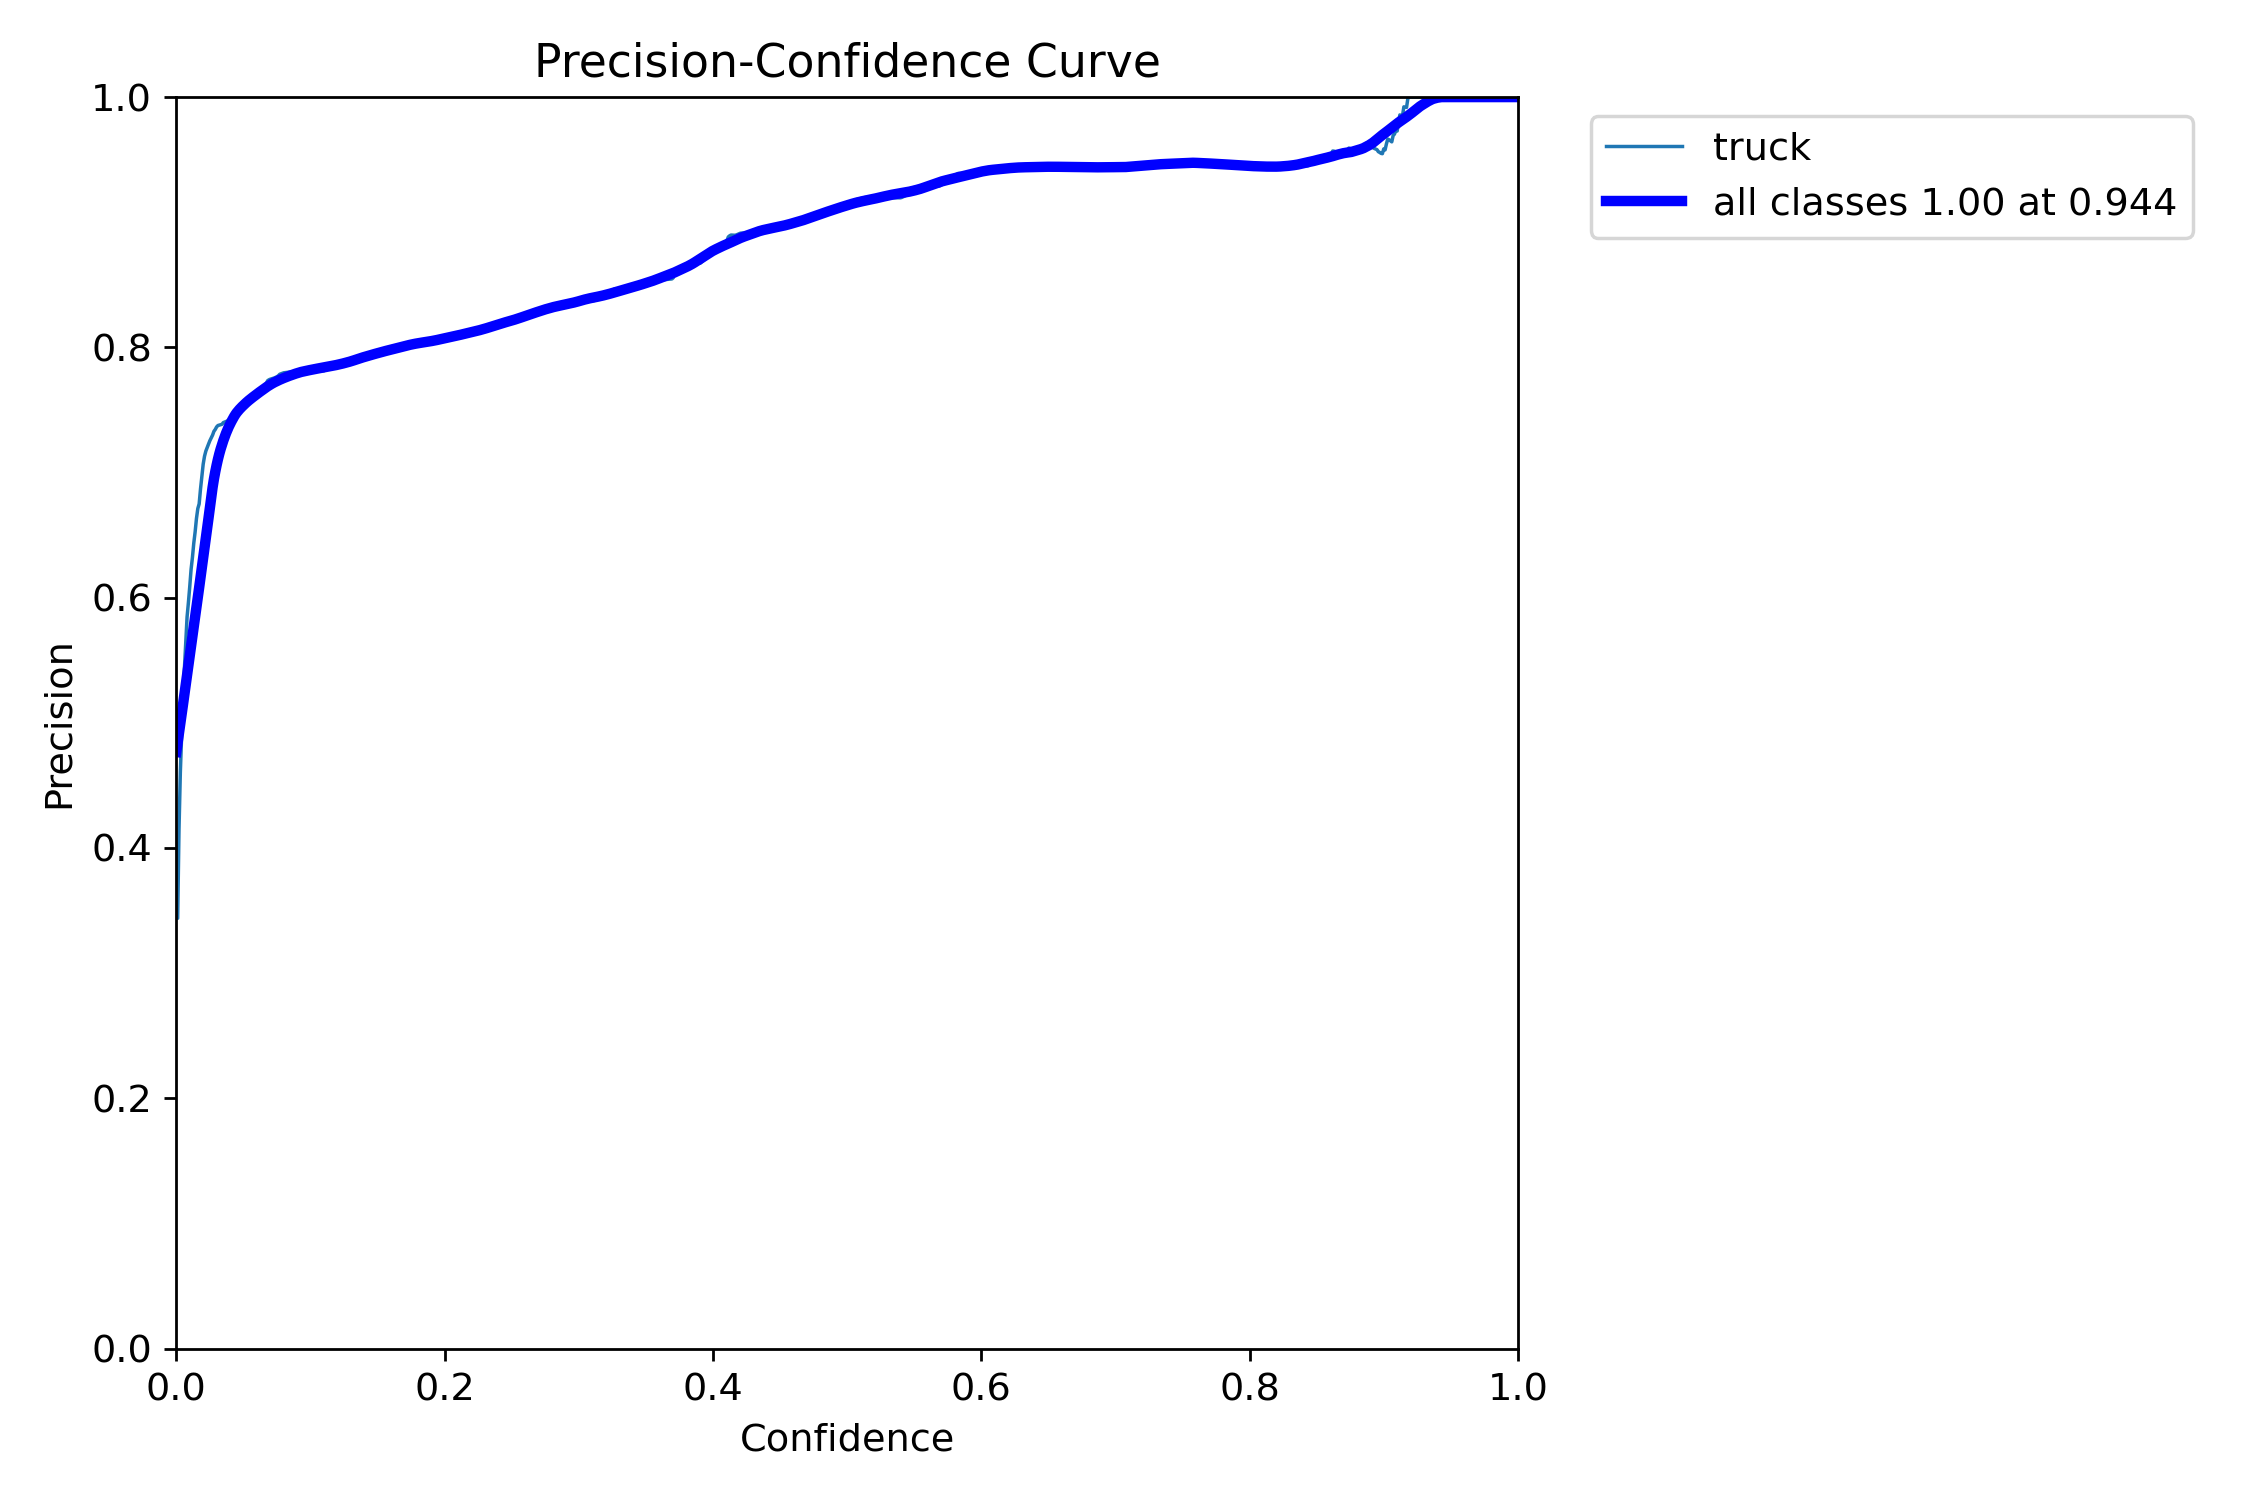 Precision-Confidence Curve
1.0
0.8
0.6
0.4
0.2
0.0
Precision
0.0 0.2 0.4 0.6 0.8 1.0
Confidence
truck
all classes 1.00 at 0.944